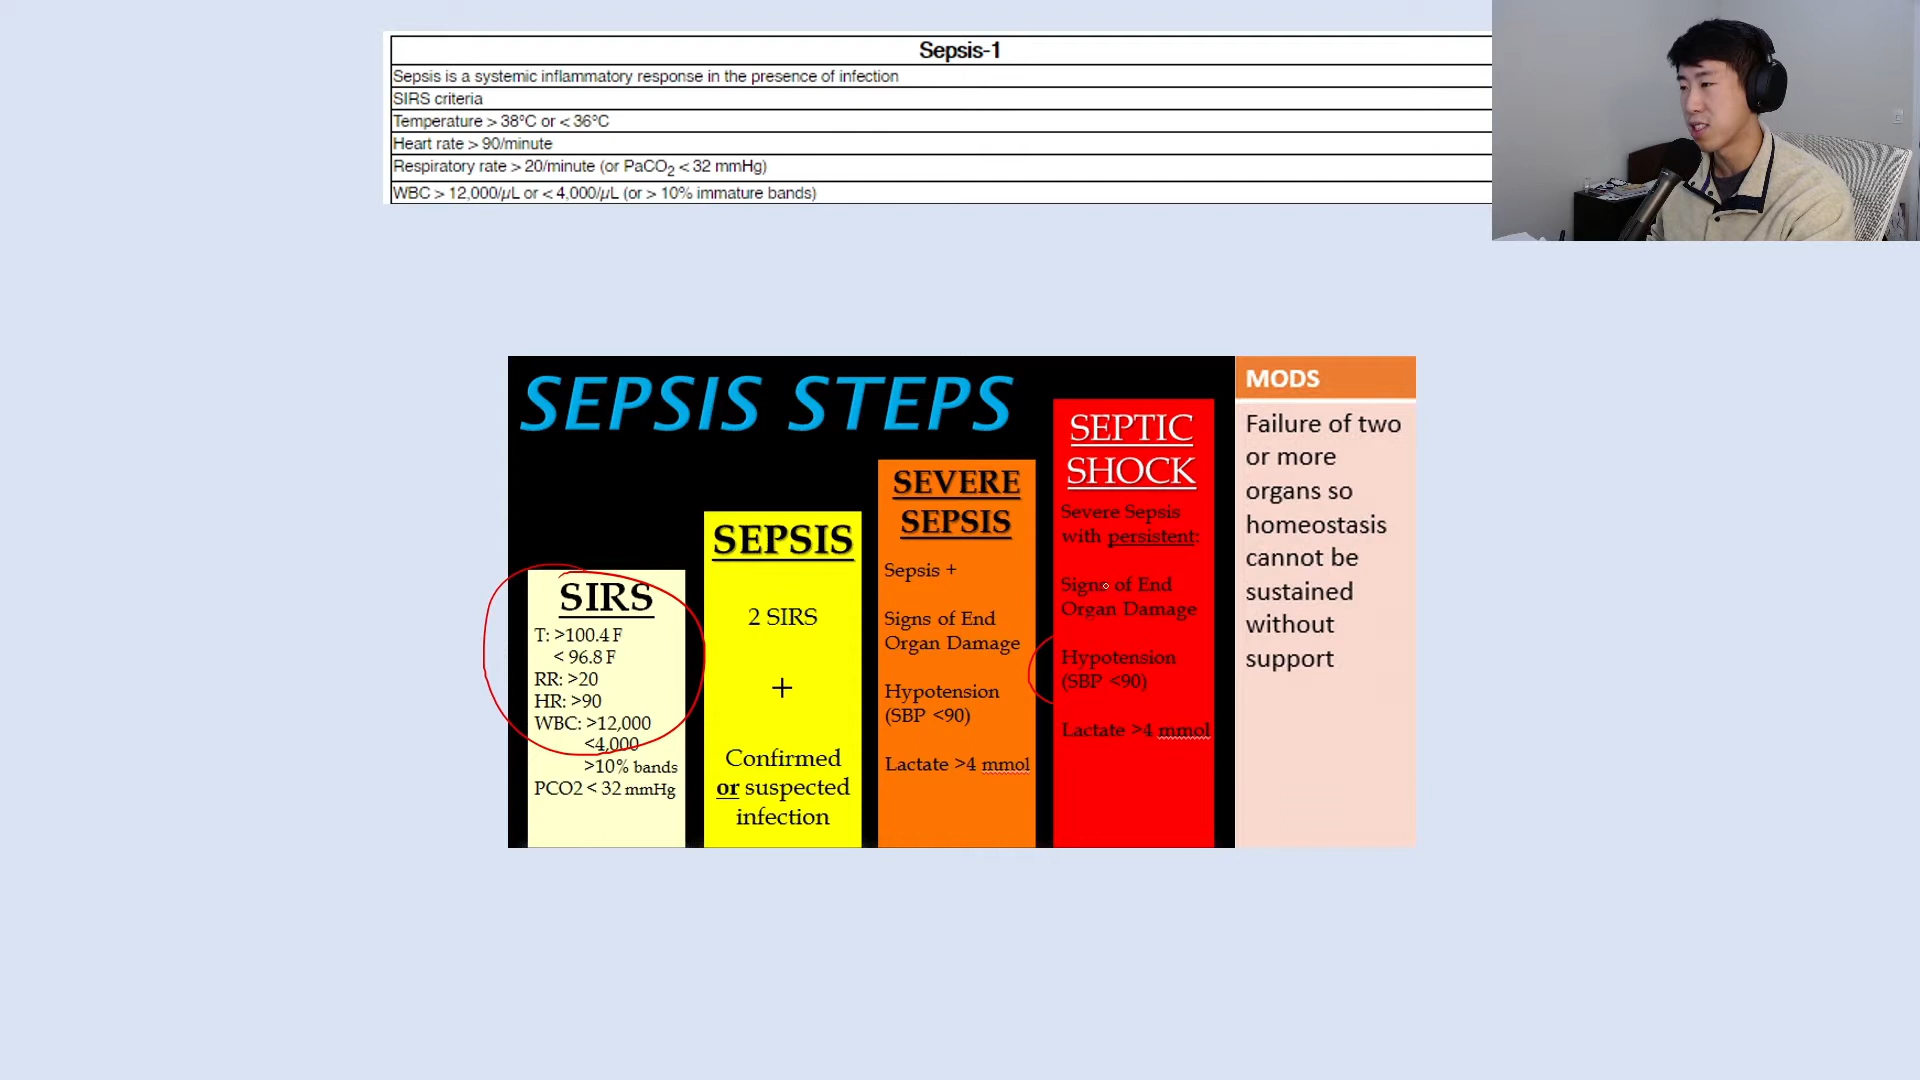 Sepsis-1
Sepsis is a systemic inflammatory response in the presence of infection
SIRS criteria
Temperature > 38°C or < 36°C
Heart rate > 90/minute
Respiratory rate > 20/minute (or PaCO₂ < 32 mmHg)
WBC > 12,000/μL or < 4,000/μL (or > 10% immature bands)
SEPSIS STEPS
SIRS
T: >100.4 F
< 96.8 F
RR: >20
HR: >90
WBC: >12,000
<4,000
>10% bands
PCO2 < 32 mmHg
SEPSIS
2 SIRS
+
Confirmed
or suspected
infection
SEVERE
SEPSIS
Sepsis +
Signs of End
Organ Damage
Hypotension
(SBP <90)
Lactate >4 mmol
SEPTIC
SHOCK
Severe Sepsis
with persistent:
Signs of End
Organ Damage
Hypotension
(SBP <90)
Lactate >4 mmol
MODS
Failure of two
or more
organs so
homeostasis
cannot be
sustained
without
support